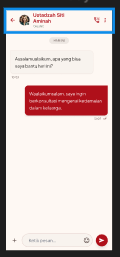 Ustadzah Siti
Aminah
Assalamualaikum, apa yang bisa
saya bantu hari ini?
Waalaikumsalam, saya ingin
berkonsultasi mengenai kedamaian
dalam keluarga.
Ketik pesan...